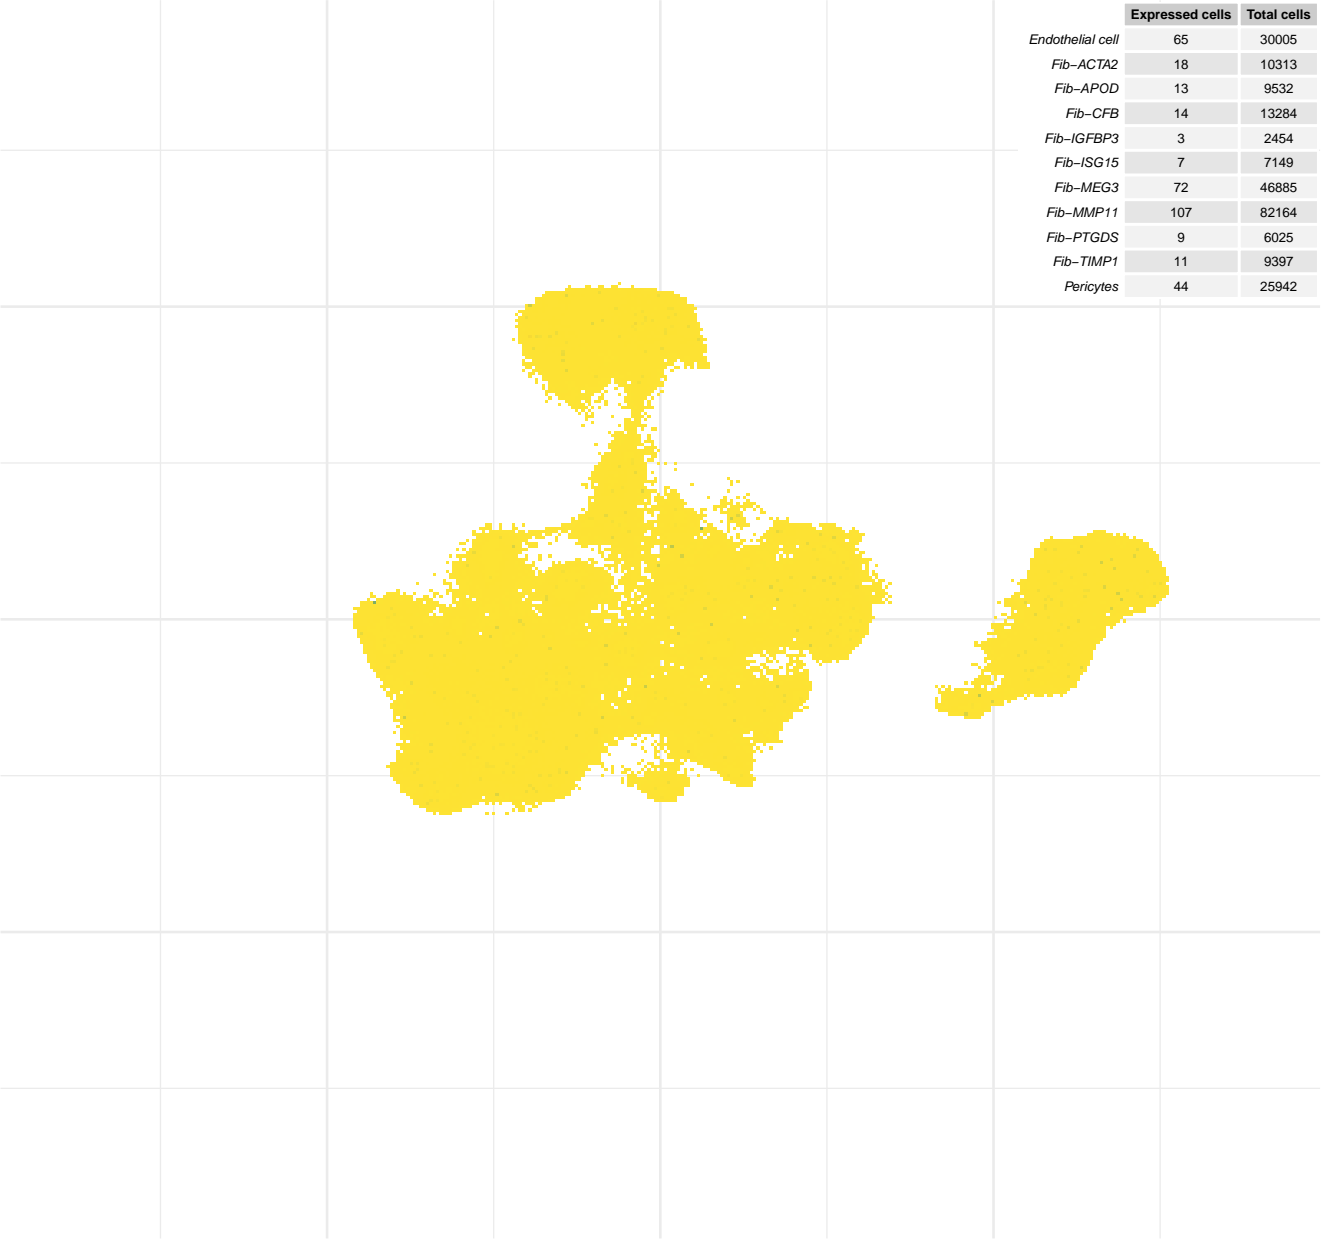 Expressed cells Total cells
Endothelial cell 65 30005
Fib−ACTA2 18 10313
Fib−APOD 13 9532
Fib−CFB 14 13284
Fib−IGFBP3 3 2454
Fib−ISG15 7 7149
Fib−MEG3 72 46885
Fib−MMP11 107 82164
Fib−PTGDS 9 6025
Fib−TIMP1 11 9397
Pericytes 44 25942